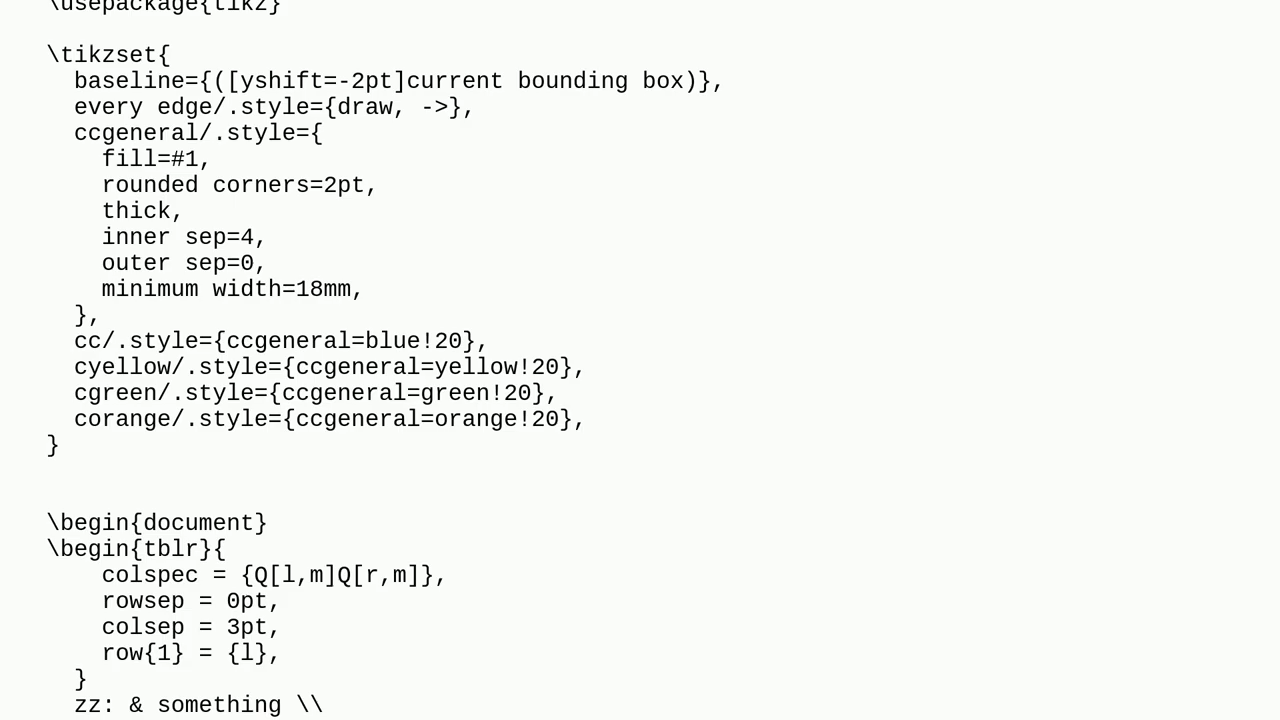 \usepackage{tikz}

\tikzset{
  baseline={([yshift=-2pt]current bounding box)},
  every edge/.style={draw, ->},
  ccgeneral/.style={
    fill=#1,
    rounded corners=2pt,
    thick,
    inner sep=4,
    outer sep=0,
    minimum width=18mm,
  },
  cc/.style={ccgeneral=blue!20},
  cyellow/.style={ccgeneral=yellow!20},
  cgreen/.style={ccgeneral=green!20},
  corange/.style={ccgeneral=orange!20},
}


\begin{document}
\begin{tblr}{
    colspec = {Q[l,m]Q[r,m]},
    rowsep = 0pt,
    colsep = 3pt,
    row{1} = {l},
  }
  zz: & something \\